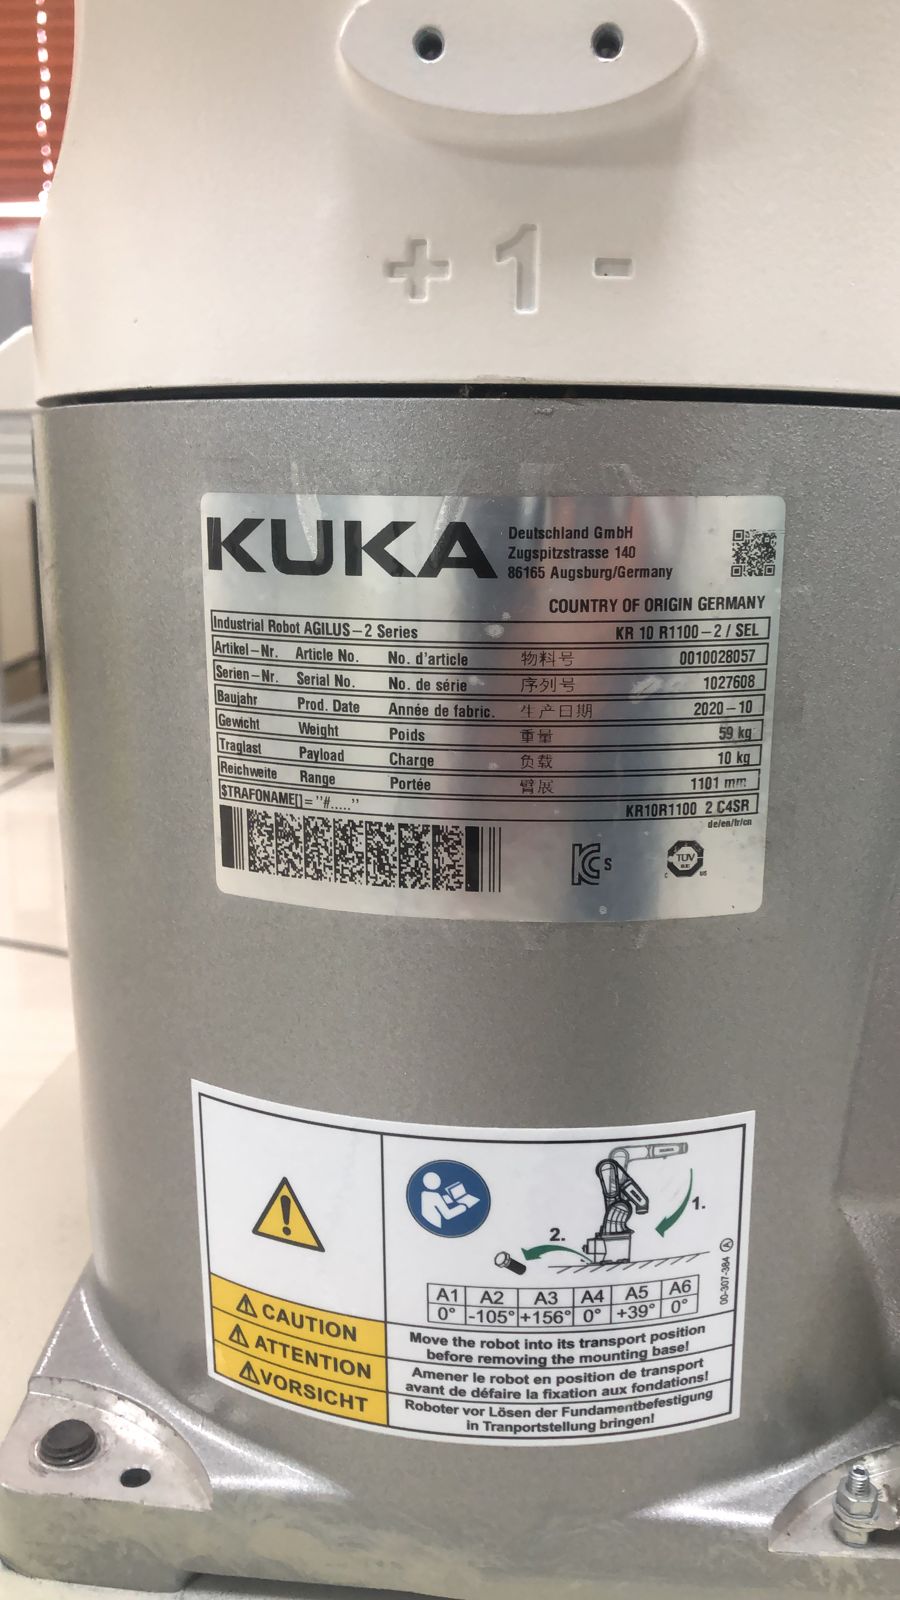 + 1 -
KUKA
Deutschland GmbH
Zugspitzstrasse 140
86165 Augsburg/Germany
COUNTRY OF ORIGIN GERMANY
Industrial Robot AGILUS-2 Series KR 10 R1100-2 / SEL
Artikel-Nr. Article No. No. d'article 物料号 0010028057
Serien-Nr. Serial No. No. de série 序列号 1027608
Baujahr Prod. Date Année de fabric. 生产日期 2020-10
Gewicht Weight Poids 重量 59 kg
Traglast Payload Charge 负载 10 kg
Reichweite Range Portée 臂展 1101 mm
$TRAFONAME[]="#....." KR10R1100 2 C4SR
de/en/fr/cn
KC S
TÜV
C US
1.
2.
A1 A2 A3 A4 A5 A6
0° -105° +156° 0° +39° 0°
00-307-384 A
CAUTION
ATTENTION
VORSICHT
Move the robot into its transport position
before removing the mounting base!
Amener le robot en position de transport
avant de défaire la fixation aux fondations!
Roboter vor Lösen der Fundamentbefestigung
in Tranportstellung bringen!